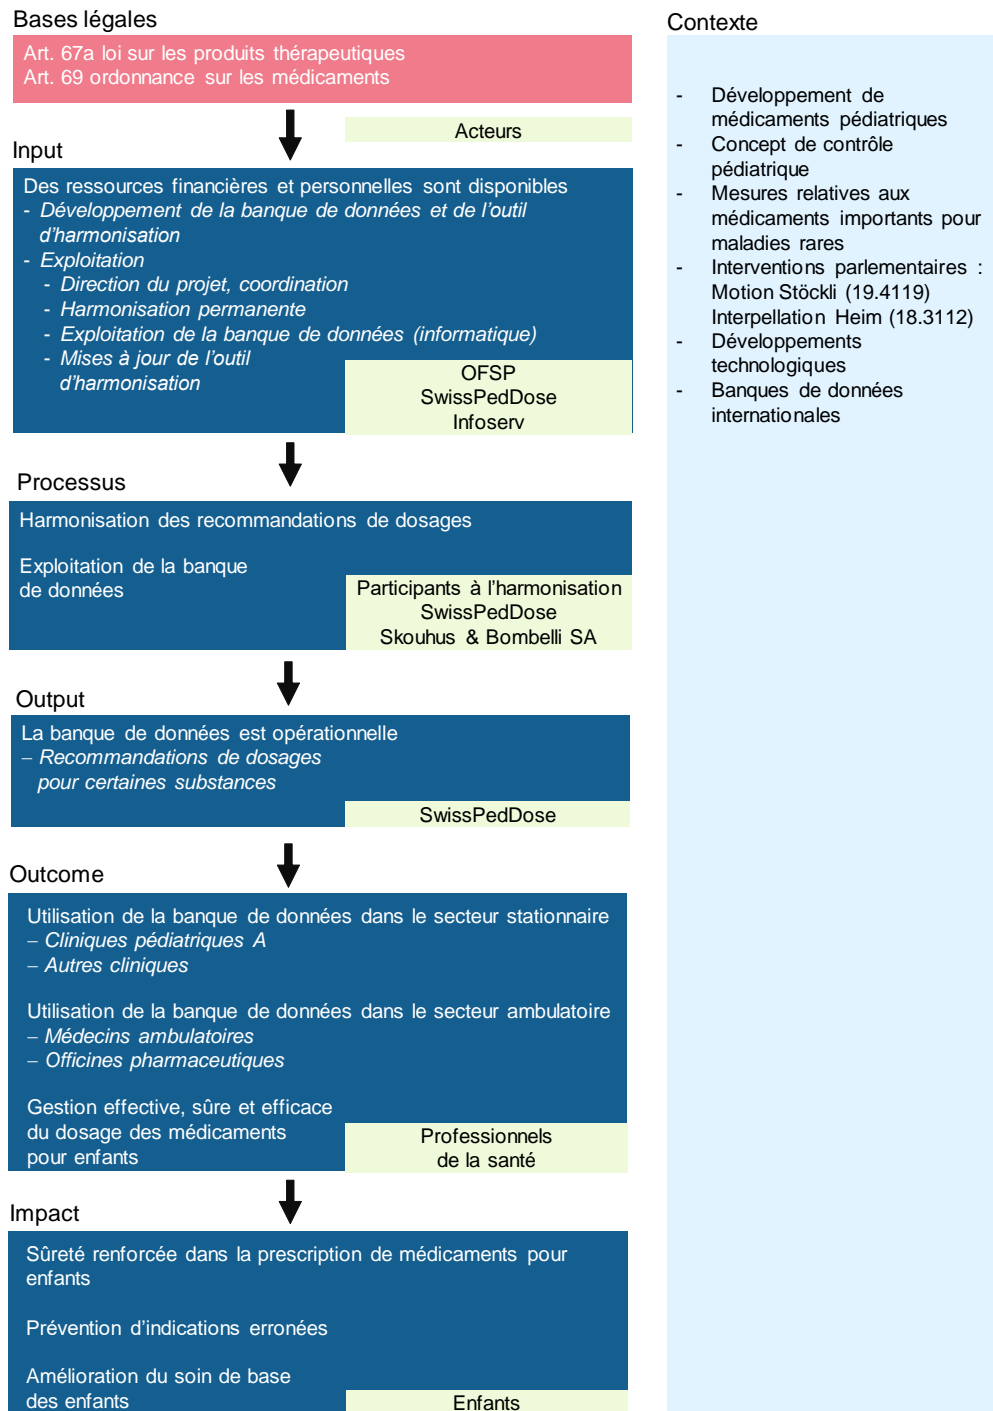 Bases légales
Art. 67a loi sur les produits thérapeutiques
Art. 69 ordonnance sur les médicaments
Acteurs
Input
Des ressources financières et personnelles sont disponibles
- Développement de la banque de données et de l'outil
d'harmonisation
- Exploitation
- Direction du projet, coordination
- Harmonisation permanente
- Exploitation de la banque de données (informatique)
- Mises à jour de l'outil
d'harmonisation
OFSP
SwissPedDose
Infoserv
Processus
Harmonisation des recommandations de dosages
Exploitation de la banque
de données
Participants à l'harmonisation
SwissPedDose
Skouhus & Bombelli SA
Output
La banque de données est opérationnelle
– Recommandations de dosages
pour certaines substances
SwissPedDose
Outcome
Utilisation de la banque de données dans le secteur stationnaire
– Cliniques pédiatriques A
– Autres cliniques
Utilisation de la banque de données dans le secteur ambulatoire
– Médecins ambulatoires
– Officines pharmaceutiques
Gestion effective, sûre et efficace
du dosage des médicaments
pour enfants
Professionnels
de la santé
Impact
Sûreté renforcée dans la prescription de médicaments pour
enfants
Prévention d'indications erronées
Amélioration du soin de base
des enfants
Enfants
Contexte
- Développement de
médicaments pédiatriques
- Concept de contrôle
pédiatrique
- Mesures relatives aux
médicaments importants pour
maladies rares
- Interventions parlementaires :
Motion Stöckli (19.4119)
Interpellation Heim (18.3112)
- Développements
technologiques
- Banques de données
internationales